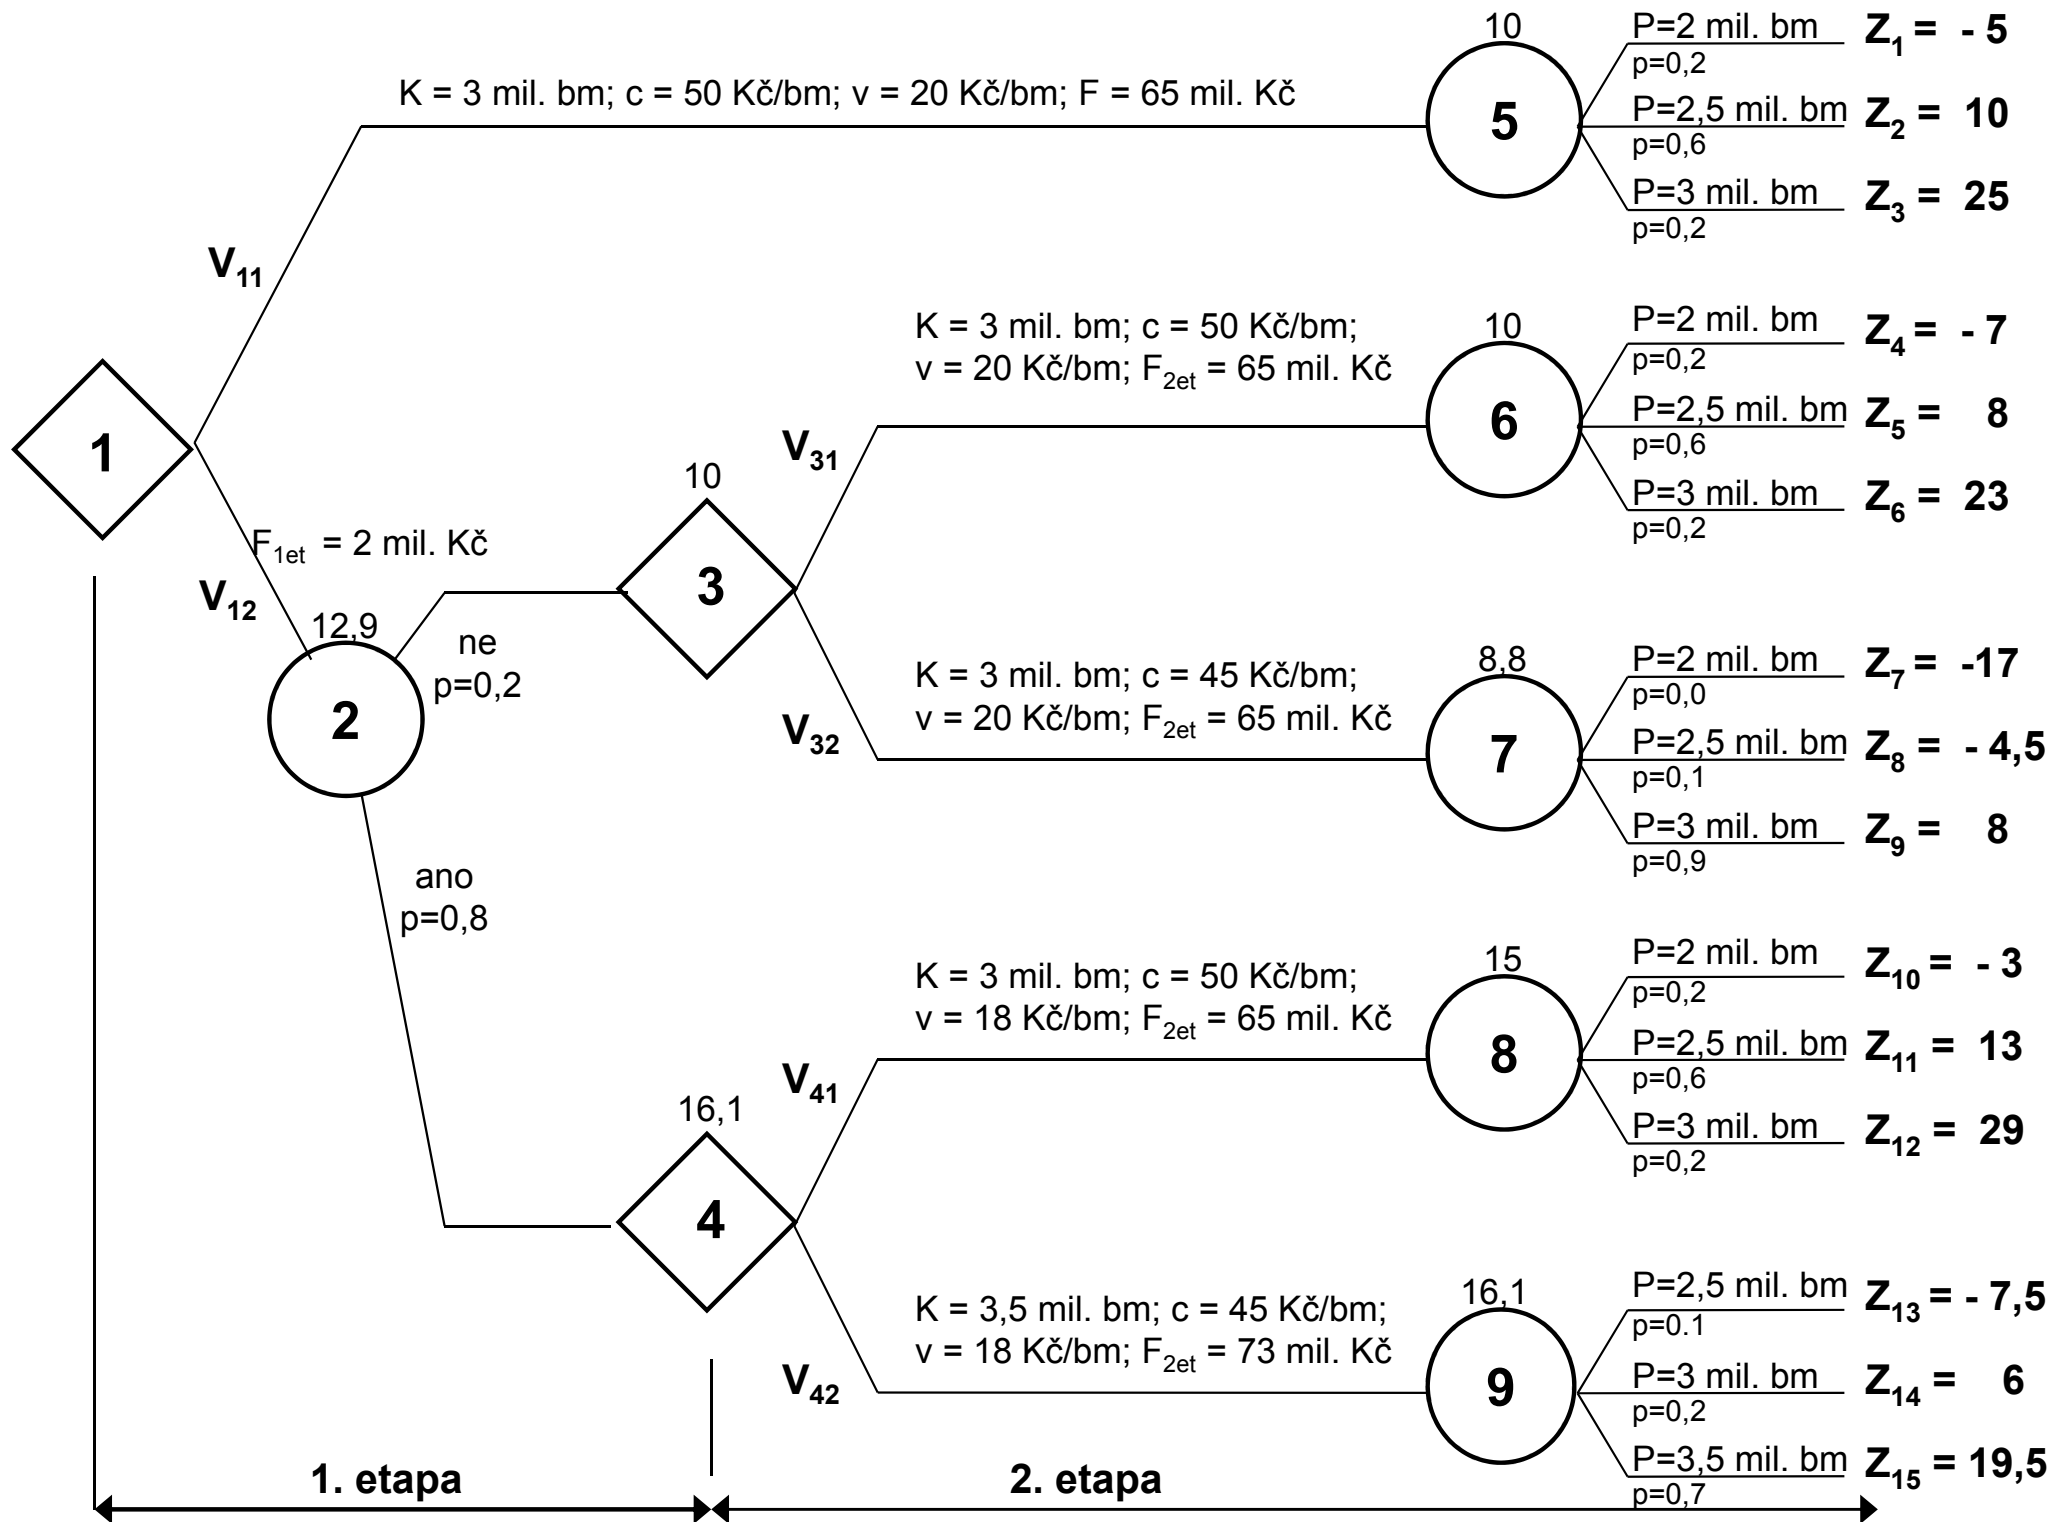 10
P=2 mil. bm
Z1 = - 5
p=0,2
K = 3 mil. bm; c = 50 Kč/bm; v = 20 Kč/bm; F = 65 mil. Kč
5
P=2,5 mil. bm
Z2 = 10
p=0,6
P=3 mil. bm
Z3 = 25
p=0,2
V11
1
K = 3 mil. bm; c = 50 Kč/bm;
v = 20 Kč/bm; F2et = 65 mil. Kč
10
P=2 mil. bm
Z4 = - 7
p=0,2
V31
6
P=2,5 mil. bm
Z5 = 8
p=0,6
P=3 mil. bm
Z6 = 23
p=0,2
10
3
F1et = 2 mil. Kč
V12
12,9
2
ne
p=0,2
K = 3 mil. bm; c = 45 Kč/bm;
v = 20 Kč/bm; F2et = 65 mil. Kč
V32
8,8
7
P=2 mil. bm
Z7 = -17
p=0,0
P=2,5 mil. bm
Z8 = - 4,5
p=0,1
P=3 mil. bm
Z9 = 8
p=0,9
ano
p=0,8
K = 3 mil. bm; c = 50 Kč/bm;
v = 18 Kč/bm; F2et = 65 mil. Kč
V41
15
8
P=2 mil. bm
Z10 = - 3
p=0,2
P=2,5 mil. bm
Z11 = 13
p=0,6
P=3 mil. bm
Z12 = 29
p=0,2
16,1
4
K = 3,5 mil. bm; c = 45 Kč/bm;
v = 18 Kč/bm; F2et = 73 mil. Kč
V42
16,1
9
P=2,5 mil. bm
Z13 = - 7,5
p=0.1
P=3 mil. bm
Z14 = 6
p=0,2
P=3,5 mil. bm
Z15 = 19,5
p=0,7
1. etapa
2. etapa